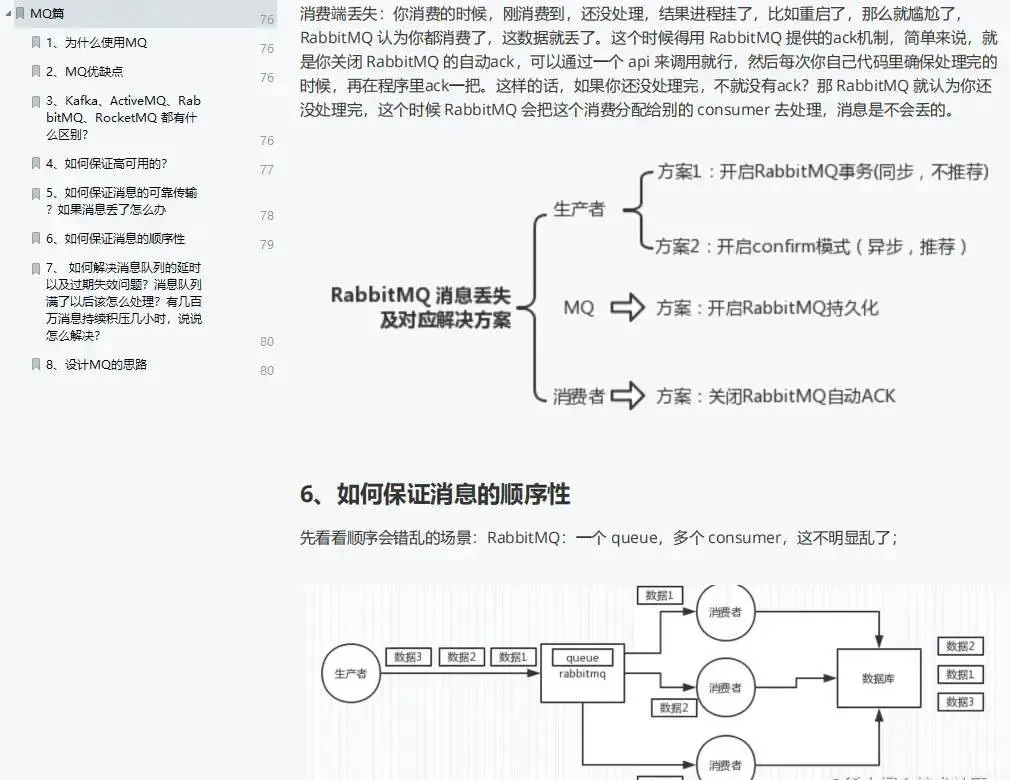 MQ篇 76
1、为什么使用MQ 76
2、MQ优缺点 76
3、Kafka、ActiveMQ、Rab
bitMQ、RocketMQ 都有什
么区别? 76
4、如何保证高可用的? 77
5、如何保证消息的可靠传输
? 如果消息丢了怎么办 78
6、如何保证消息的顺序性 79
7、 如何解决消息队列的延时
以及过期失效问题? 消息队列
满了以后该怎么处理? 有几百
万消息持续积压几小时，说说
怎么解决? 80
8、设计MQ的思路 80
消费端丢失：你消费的时候，刚消费到，还没处理，结果进程挂了，比如重启了，那么就尴尬了，
RabbitMQ 认为你都消费了，这数据就丢了。这个时候得用 RabbitMQ 提供的ack机制，简单来说，就
是你关闭 RabbitMQ 的自动ack，可以通过一个 api 来调用就行，然后每次你自己代码里确保处理完的
时候，再在程序里ack一把。这样的话，如果你还没处理完，不就没有ack? 那 RabbitMQ 就认为你还
没处理完，这个时候 RabbitMQ 会把这个消费分配给别的 consumer 去处理，消息是不会丢的。
方案1：开启RabbitMQ事务(同步，不推荐)
生产者
方案2：开启confirm模式（异步，推荐）
RabbitMQ 消息丢失
及对应解决方案
MQ 方案：开启RabbitMQ持久化
消费者 方案：关闭RabbitMQ自动ACK
6、如何保证消息的顺序性
先看看顺序会错乱的场景：RabbitMQ：一个 queue，多个 consumer，这不明显乱了；
数据1
消费者
生产者
数据3 数据2 数据1
queue
rabbitmq
数据2
消费者
数据库
数据2
数据1
数据3
消费者